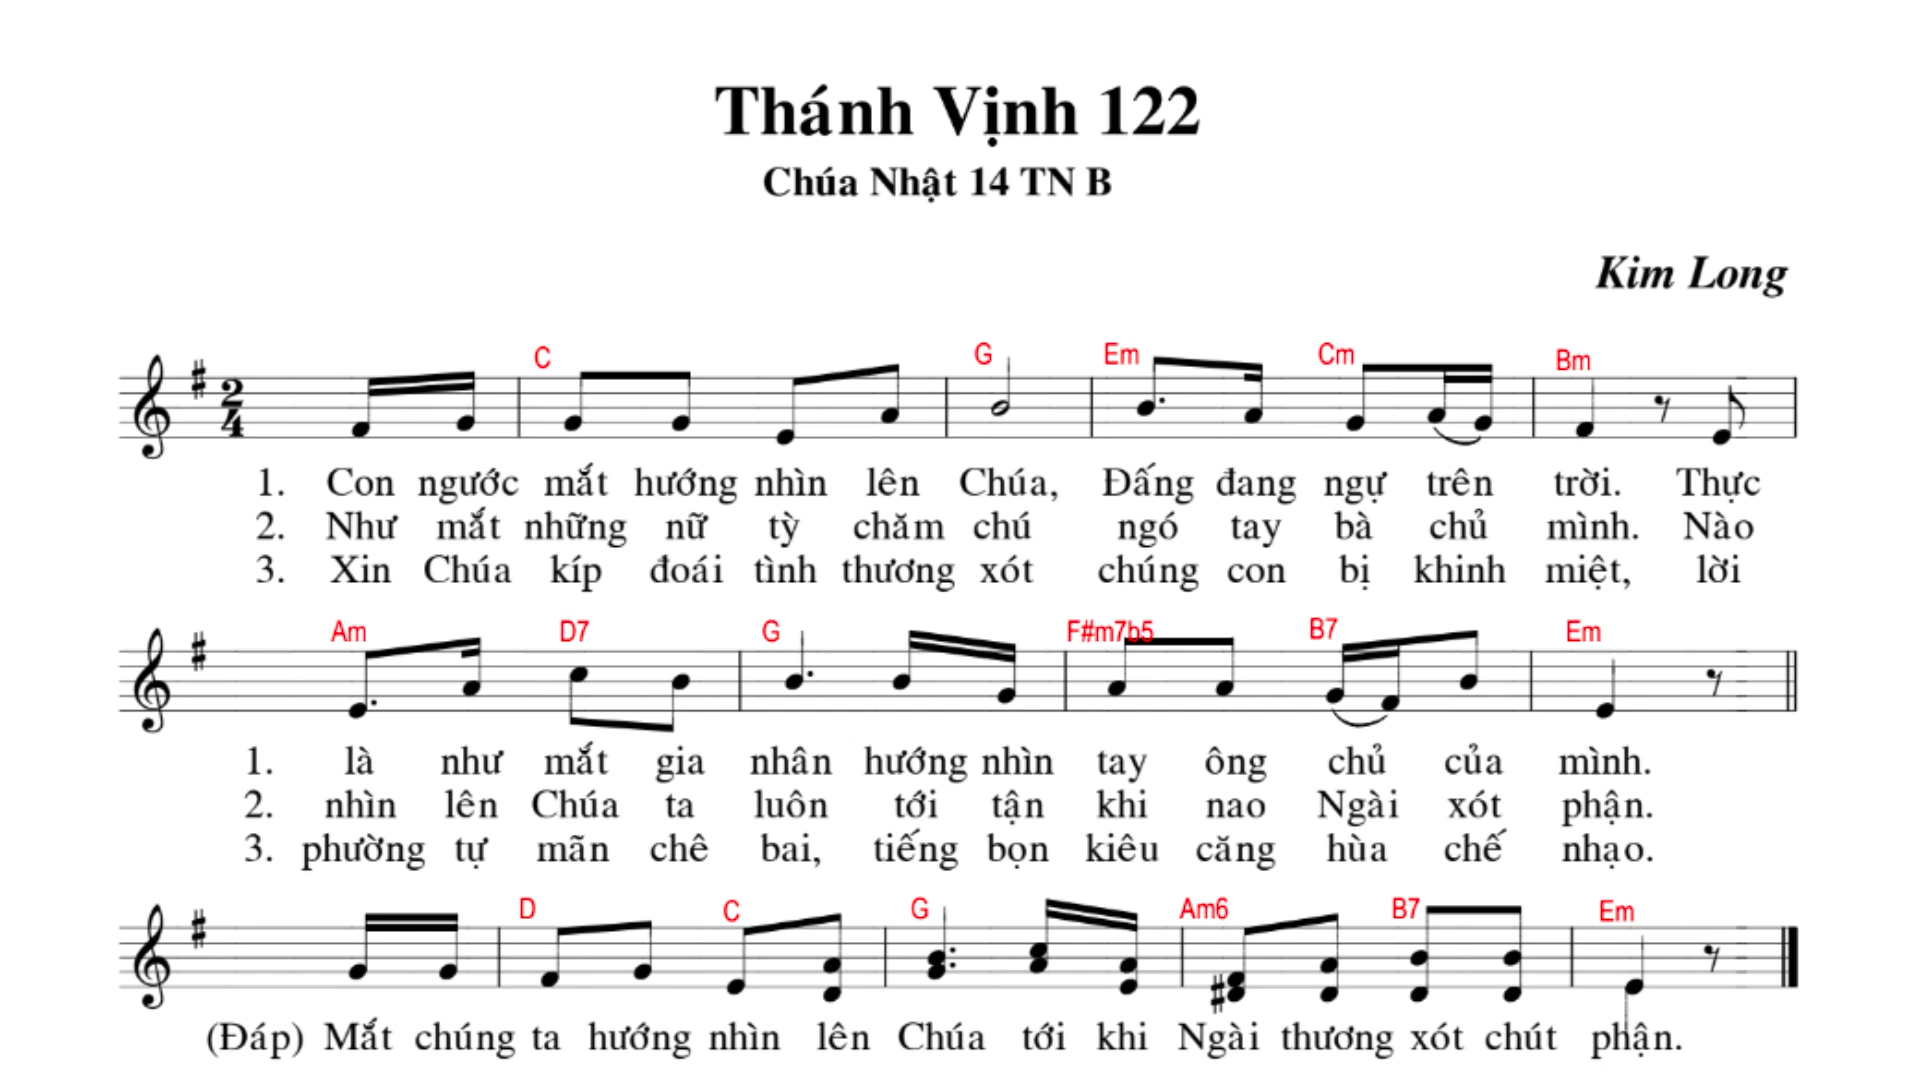 Thánh Vịnh 122
Chúa Nhật 14 TN B
Kim Long
C G Em Cm Bm
2
4
1. Con ngước mắt hướng nhìn lên Chúa, Đấng đang ngự trên trời. Thực
2. Như mắt những nữ tỳ chăm chú ngó tay bà chủ mình. Nào
3. Xin Chúa kíp đoái tình thương xót chúng con bị khinh miệt, lời
Am D7 G F#m7b5 B7 Em
1. là như mắt gia nhân hướng nhìn tay ông chủ của mình.
2. nhìn lên Chúa ta luôn tới tận khi nao Ngài xót phận.
3. phường tự mãn chê bai, tiếng bọn kiêu căng hùa chế nhạo.
D C G Am6 B7 Em
(Đáp) Mắt chúng ta hướng nhìn lên Chúa tới khi Ngài thương xót chút phận.